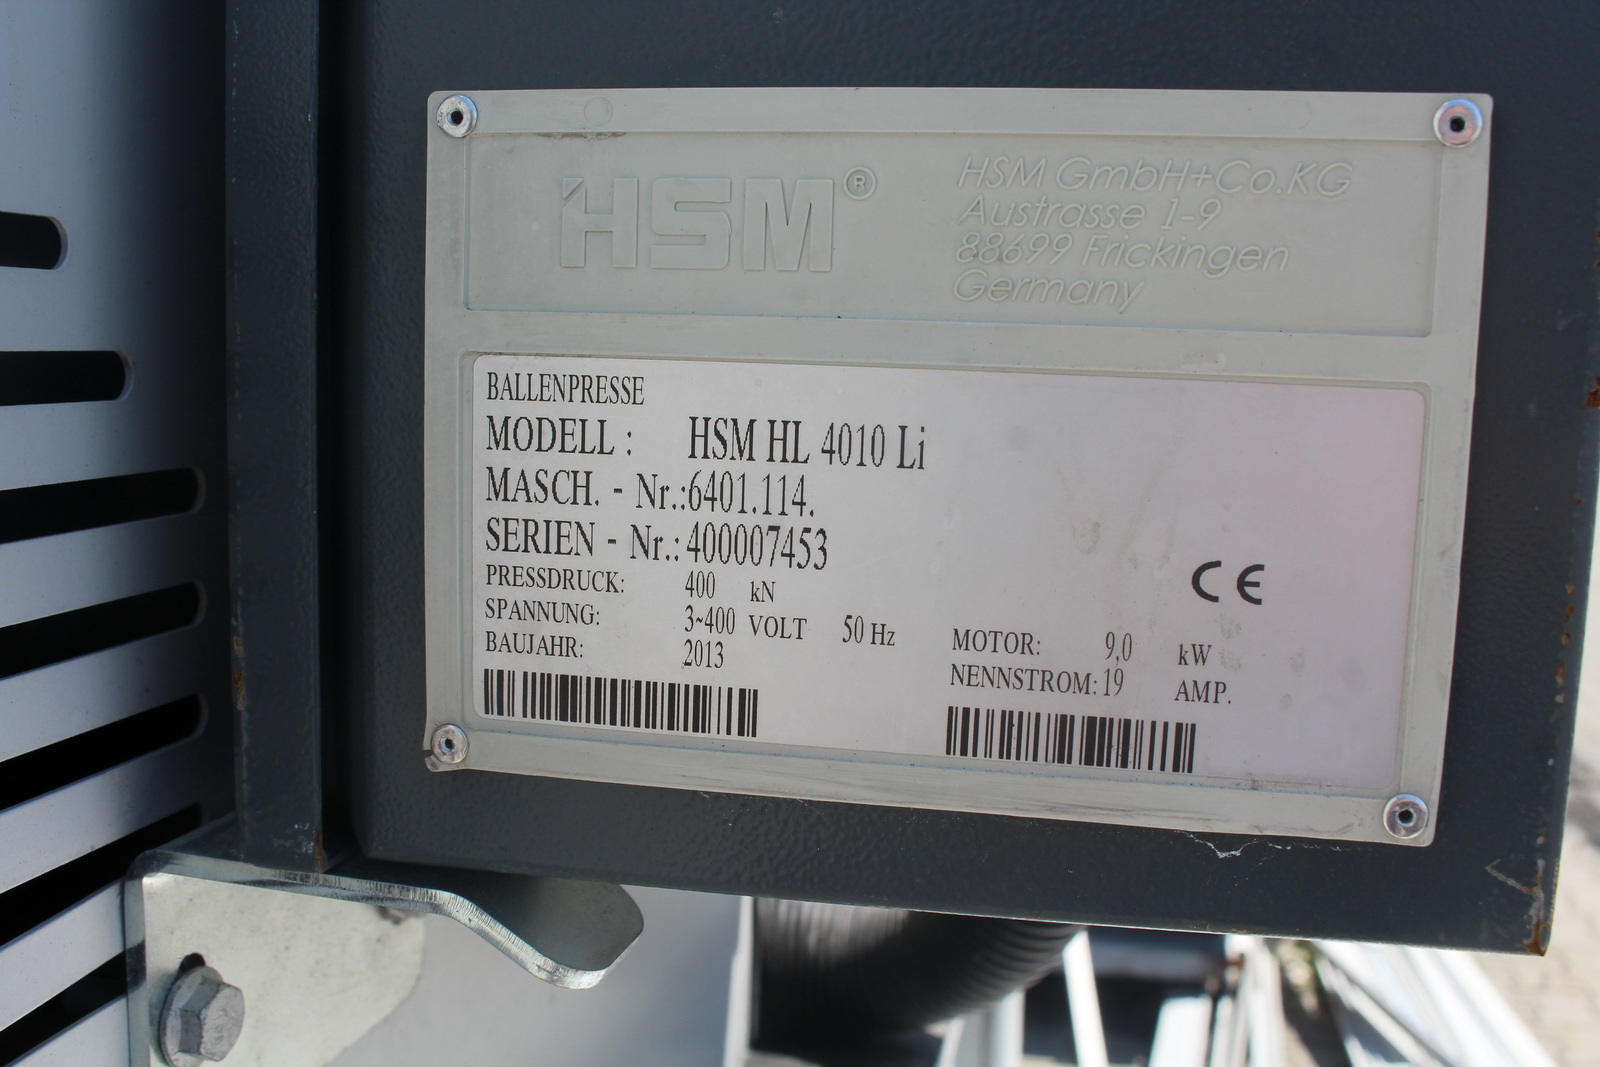 HSM®
HSM GmbH+Co.KG
Austrasse 1-9
88699 Frickingen
Germany
BALLENPRESSE
MODELL : HSM HL 4010 Li
MASCH. - Nr.:6401.114.
SERIEN - Nr.: 400007453
PRESSDRUCK: 400 kN
SPANNUNG: 3~400 VOLT 50 Hz
BAUJAHR: 2013
CE
MOTOR: 9,0 kW
NENNSTROM: 19 AMP.